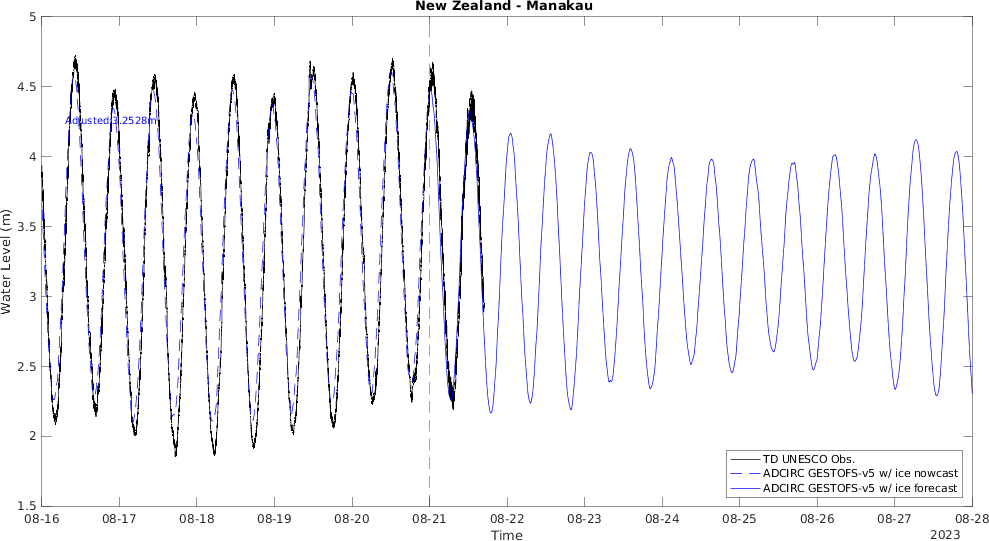 New Zealand - Manakau
5
4.5
4
3.5
3
2.5
2
1.5
Water Level (m)
Adjusted:3.2528m
TD UNESCO Obs.
ADCIRC GESTOFS-v5 w/ ice nowcast
ADCIRC GESTOFS-v5 w/ ice forecast
08-16 08-17 08-18 08-19 08-20 08-21 08-22 08-23 08-24 08-25 08-26 08-27 08-28
Time
2023